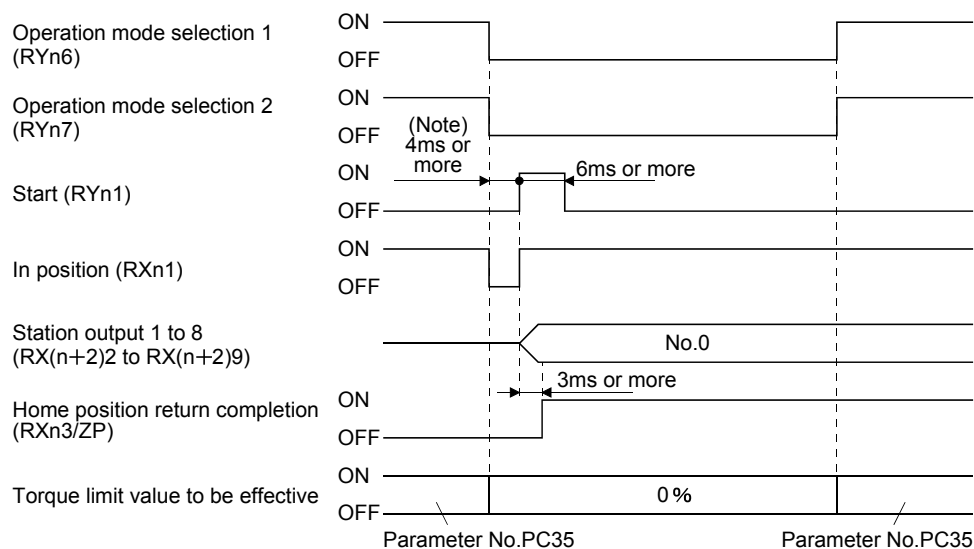 Operation mode selection 1
(RYn6)
ON
OFF
Operation mode selection 2
(RYn7)
ON
OFF
(Note)
4ms or
more
Start (RYn1)
ON
OFF
6ms or more
In position (RXn1)
ON
OFF
Station output 1 to 8
(RX(n+2)2 to RX(n+2)9)
No.0
3ms or more
Home position return completion
(RXn3/ZP)
ON
OFF
Torque limit value to be effective
ON
OFF
0%
Parameter No.PC35
Parameter No.PC35